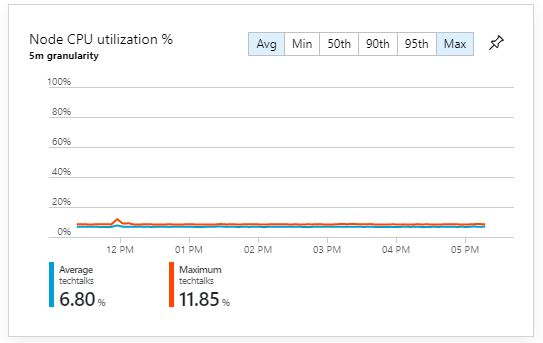 Node CPU utilization %
5m granularity
Avg Min 50th 90th 95th Max
100%
80%
60%
40%
20%
0%
12 PM 01 PM 02 PM 03 PM 04 PM 05 PM
Average
techtalks
6.80 %
Maximum
techtalks
11.85 %